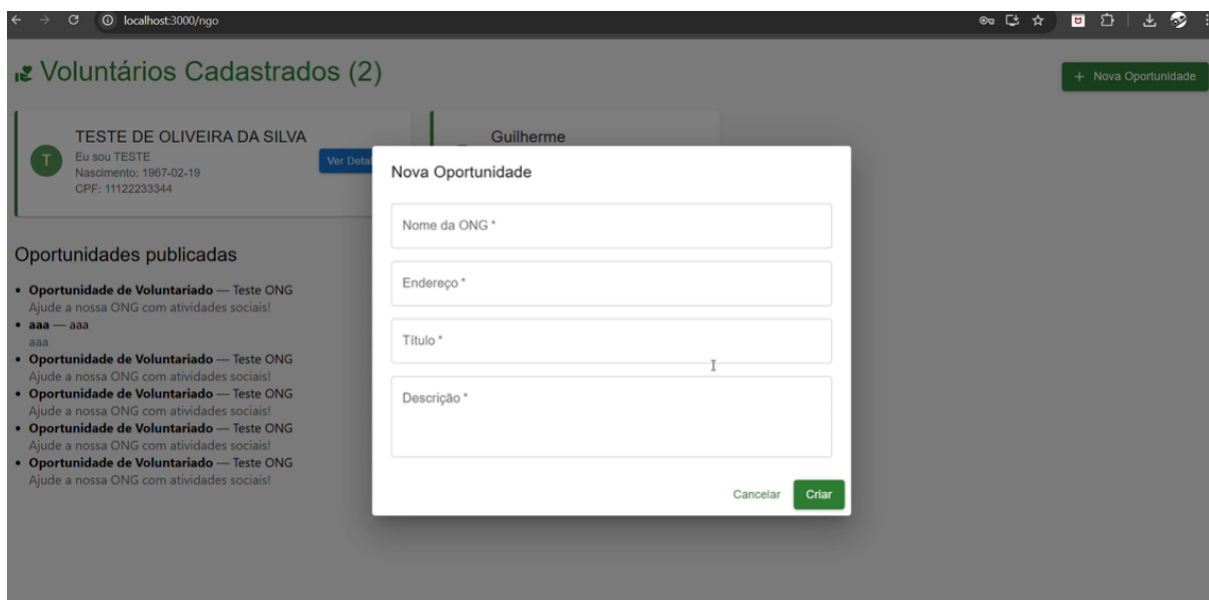 localhost:3000/ngo
Voluntários Cadastrados (2)
+ Nova Oportunidade
TESTE DE OLIVEIRA DA SILVA
T
Eu sou TESTE
Nascimento: 1967-02-19
CPF: 11122233344
Ver Detal
Guilherme
Oportunidades publicadas
• Oportunidade de Voluntariado — Teste ONG
Ajude a nossa ONG com atividades sociais!
• aaa — aaa
aaa
• Oportunidade de Voluntariado — Teste ONG
Ajude a nossa ONG com atividades sociais!
• Oportunidade de Voluntariado — Teste ONG
Ajude a nossa ONG com atividades sociais!
• Oportunidade de Voluntariado — Teste ONG
Ajude a nossa ONG com atividades sociais!
• Oportunidade de Voluntariado — Teste ONG
Ajude a nossa ONG com atividades sociais!
Nova Oportunidade
Nome da ONG *
Endereço *
Título *
Descrição *
Cancelar
Criar